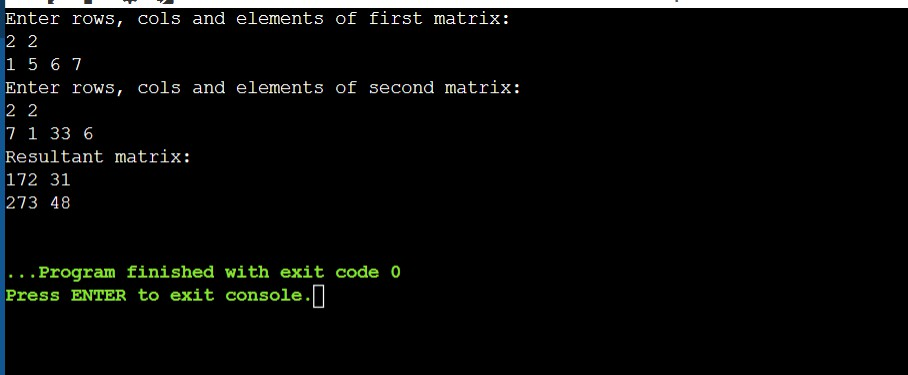 Enter rows, cols and elements of first matrix:
2 2
1 5 6 7
Enter rows, cols and elements of second matrix:
2 2
7 1 33 6
Resultant matrix:
172 31
273 48
...Program finished with exit code 0
Press ENTER to exit console.